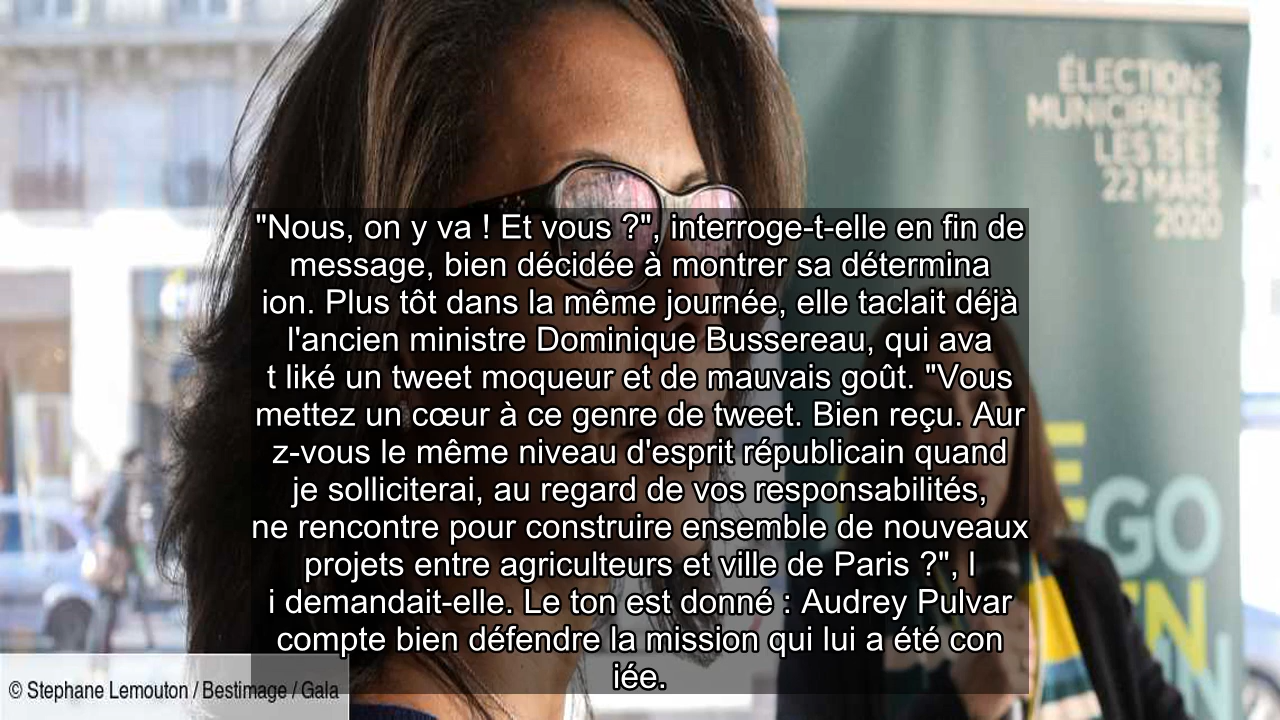 ÉLECTIONS
MUNICIPALES
LES 15 ET
22 MARS
2020
"Nous, on y va ! Et vous ?", interroge-t-elle en fin de
message, bien décidée à montrer sa détermina
ion. Plus tôt dans la même journée, elle taclait déjà
l'ancien ministre Dominique Bussereau, qui ava
t liké un tweet moqueur et de mauvais goût. "Vous
mettez un cœur à ce genre de tweet. Bien reçu. Aur
z-vous le même niveau d'esprit républicain quand
je solliciterai, au regard de vos responsabilités,
ne rencontre pour construire ensemble de nouveaux
projets entre agriculteurs et ville de Paris ?", l
i demandait-elle. Le ton est donné : Audrey Pulvar
compte bien défendre la mission qui lui a été con
iée.
GO
© Stephane Lemouton / Bestimage / Gala